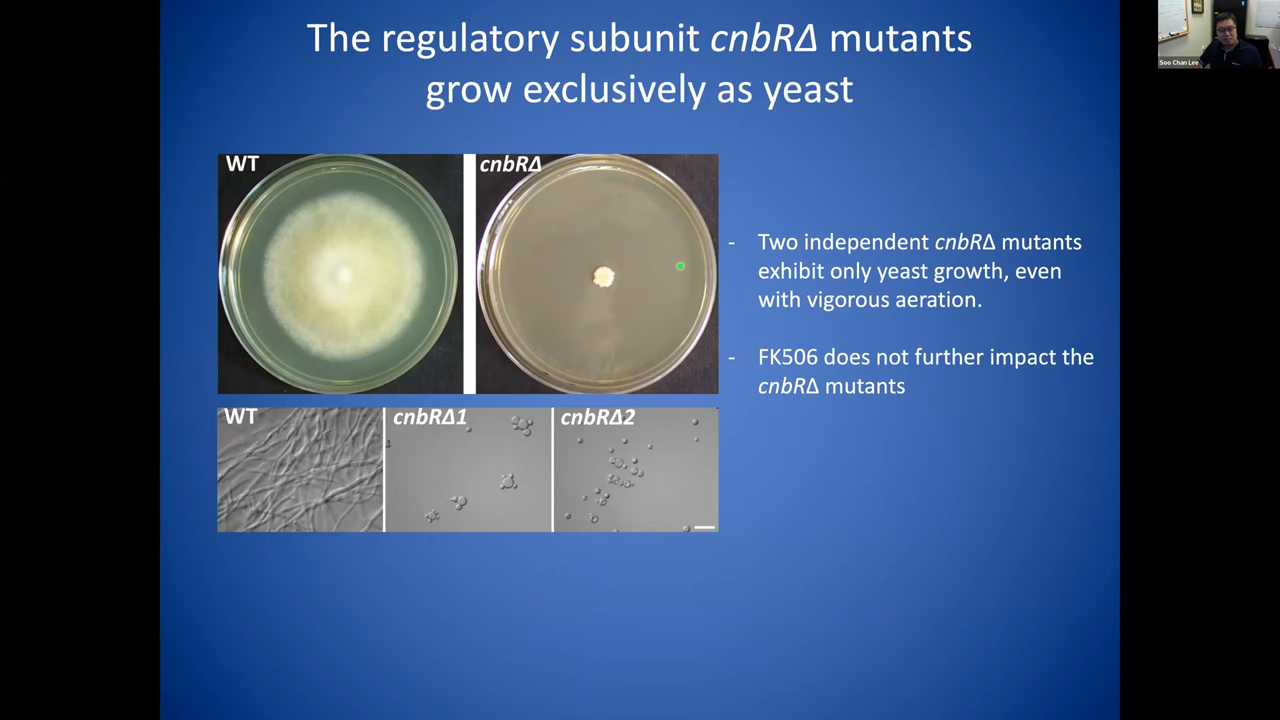 The regulatory subunit cnbRΔ mutants
grow exclusively as yeast
WT
cnbRΔ
WT
cnbRΔ1
cnbRΔ2
- Two independent cnbRΔ mutants
exhibit only yeast growth, even
with vigorous aeration.
- FK506 does not further impact the
cnbRΔ mutants
Soo Chan Lee